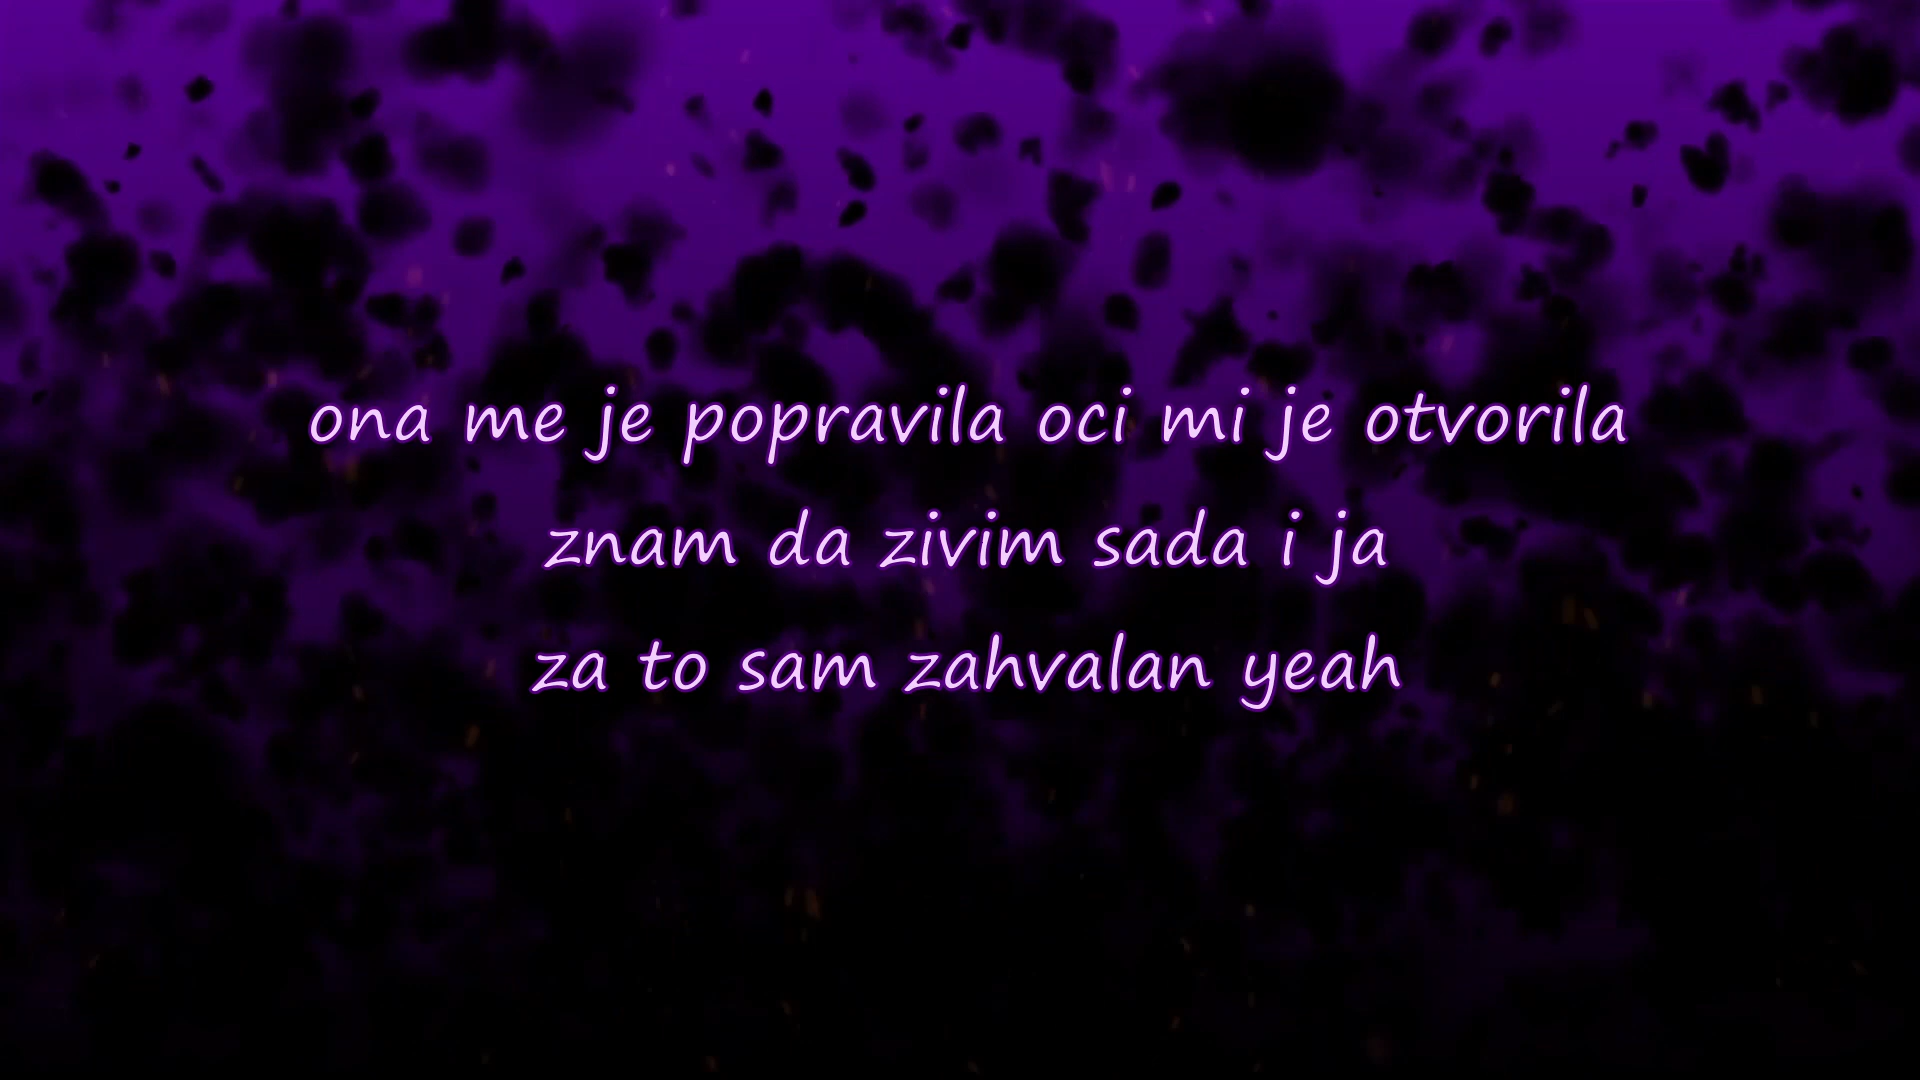 ona me je popravila oci mi je otvorila
znam da zivim sada i ja
za to sam zahvalan yeah